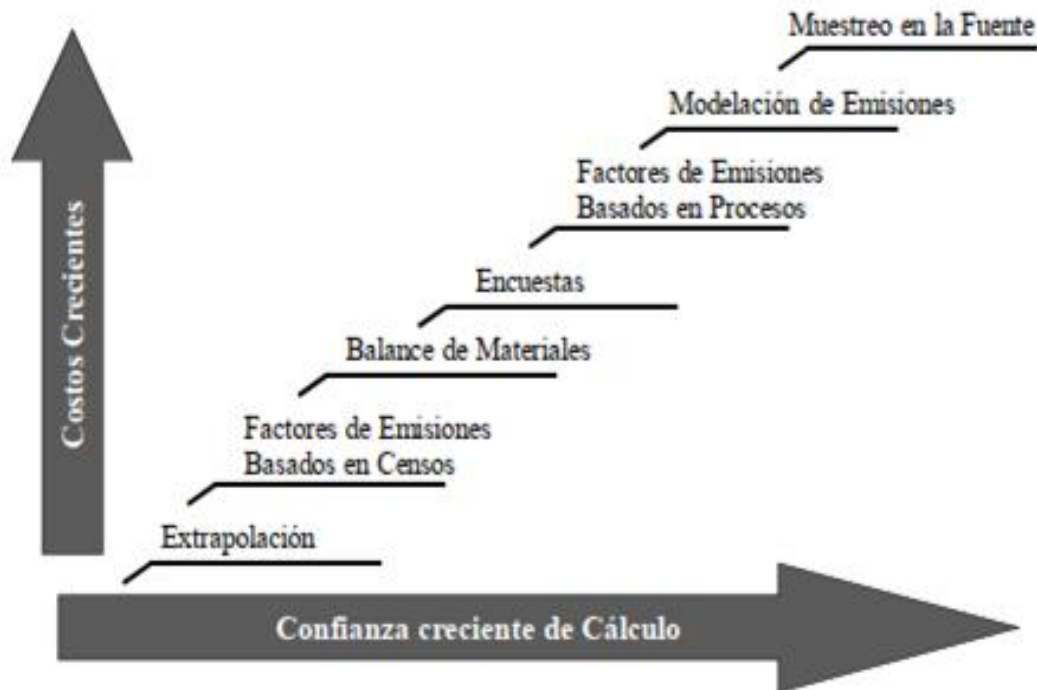 Muestreo en la Fuente
Modelación de Emisiones
Factores de Emisiones
Basados en Procesos
Encuestas
Balance de Materiales
Factores de Emisiones
Basados en Censos
Extrapolación
Costos Crecientes
Confianza creciente de Cálculo